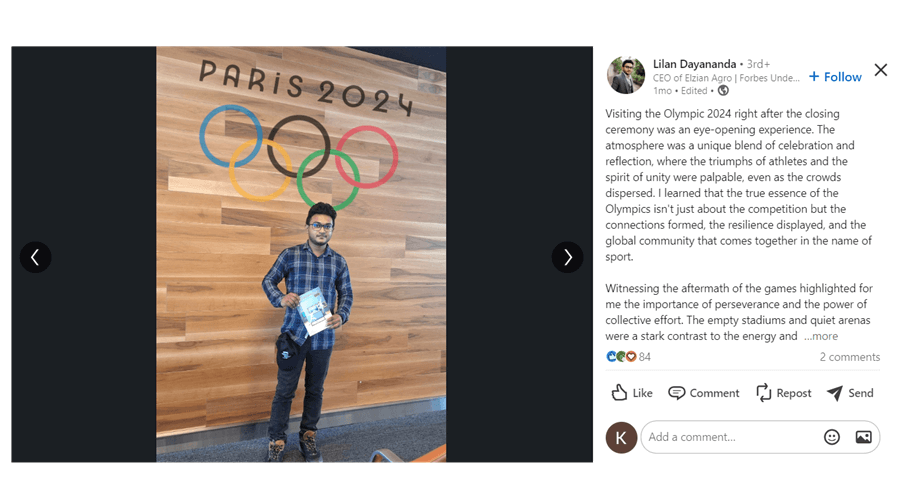 PARIS 2024
Lilan Dayananda • 3rd+
CEO of Elzian Agro | Forbes Unde...
1mo • Edited •
+ Follow
Visiting the Olympic 2024 right after the closing
ceremony was an eye-opening experience. The
atmosphere was a unique blend of celebration and
reflection, where the triumphs of athletes and the
spirit of unity were palpable, even as the crowds
dispersed. I learned that the true essence of the
Olympics isn't just about the competition but the
connections formed, the resilience displayed, and the
global community that comes together in the name of
sport.
Witnessing the aftermath of the games highlighted for
me the importance of perseverance and the power of
collective effort. The empty stadiums and quiet arenas
were a stark contrast to the energy and ...more
84
2 comments
Like
Comment
Repost
Send
K
Add a comment...